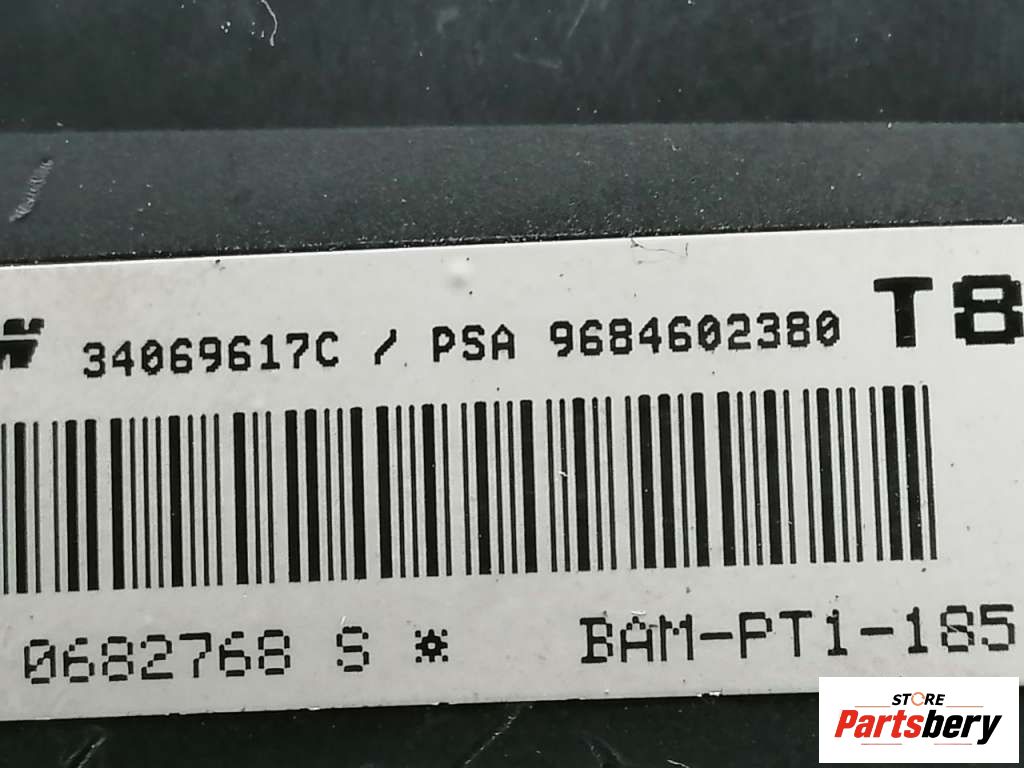 34069617C / PSA 9684602380 T8
0682768 S * BAM-PT1-185
STORE
Partsbery